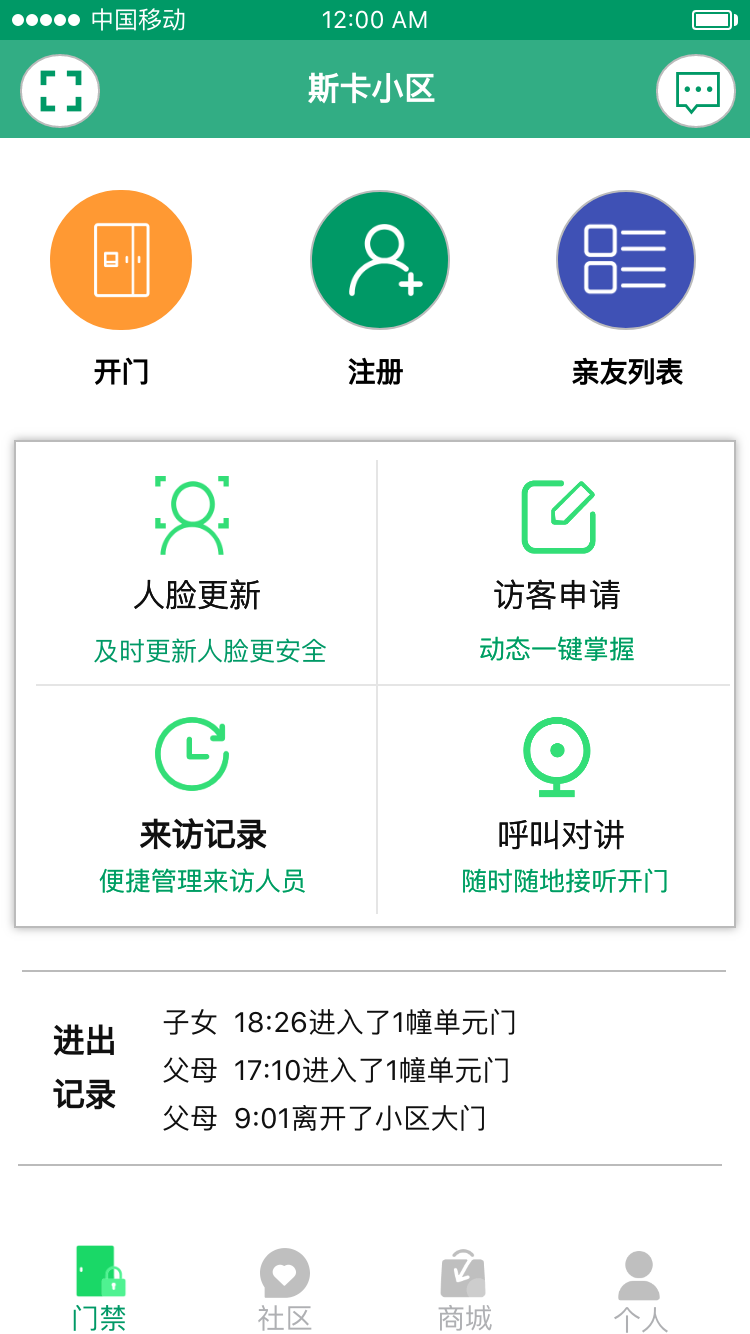 中国移动 12:00 AM
斯卡小区
开门 注册 亲友列表
人脸更新 访客申请
及时更新人脸更安全 动态一键掌握
来访记录 呼叫对讲
便捷管理来访人员 随时随地接听开门
进出
记录
子女 18:26进入了1幢单元门
父母 17:10进入了1幢单元门
父母 9:01离开了小区大门
门禁 社区 商城 个人